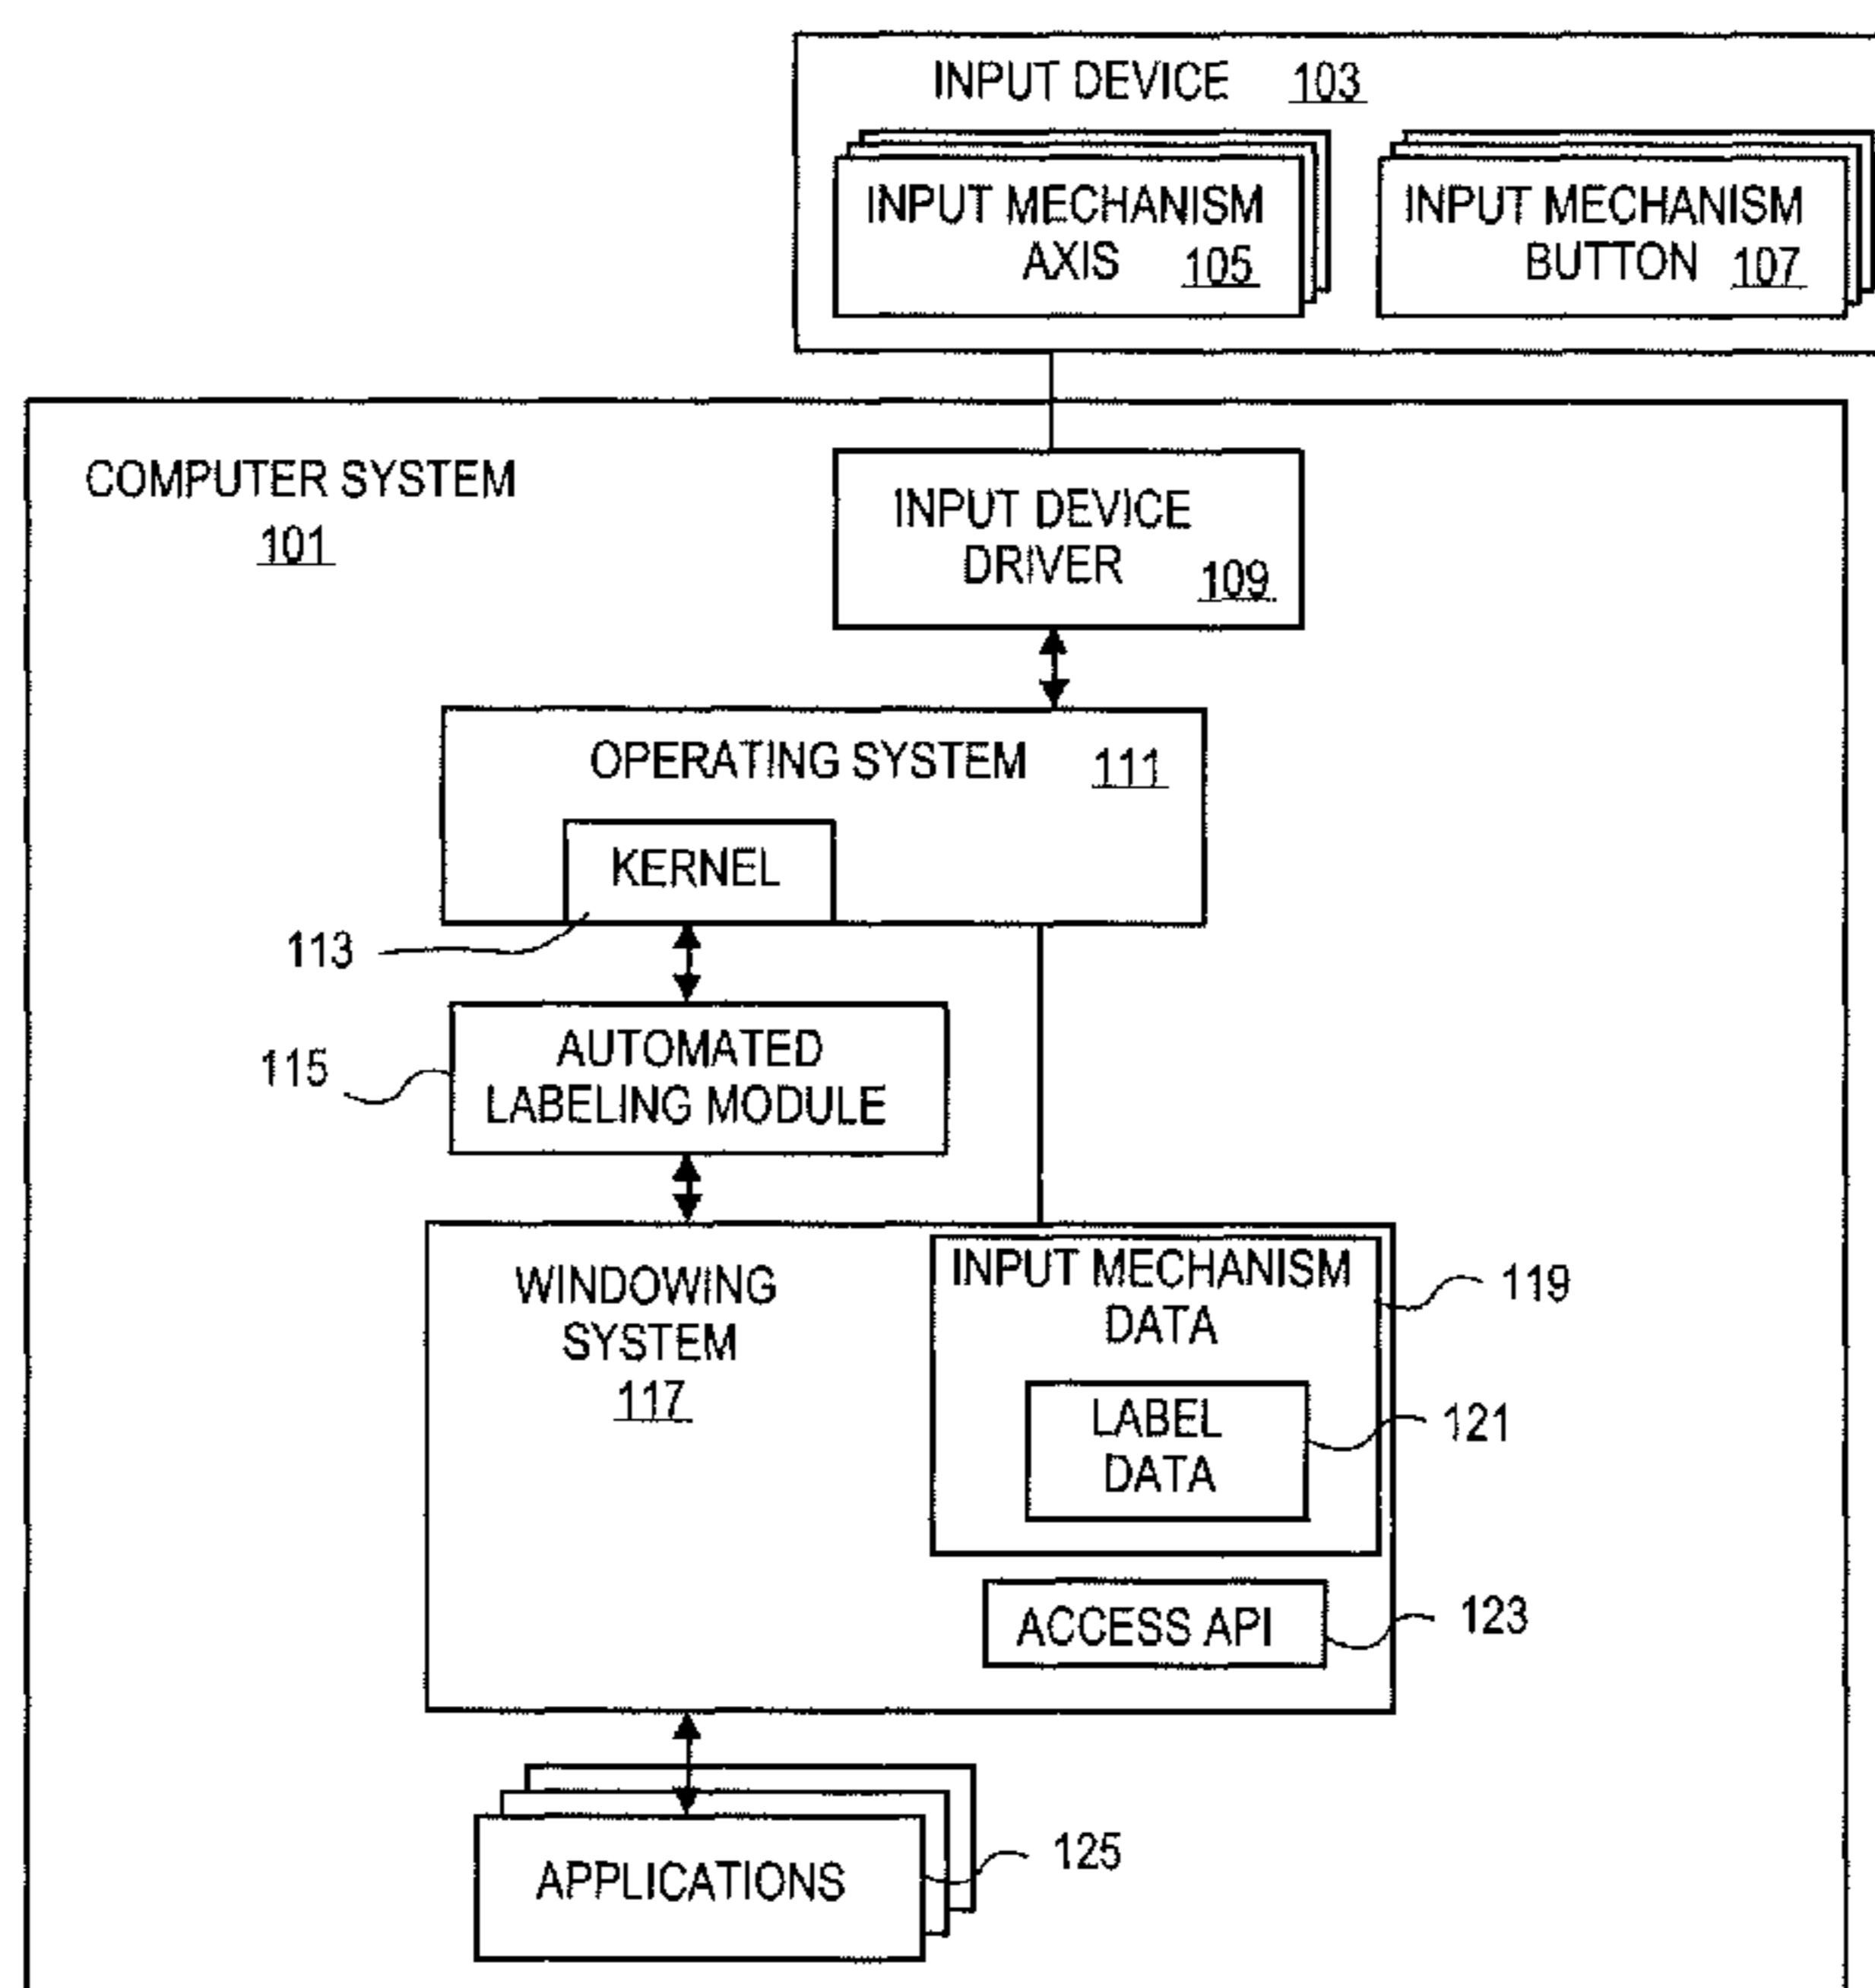 INPUT DEVICE 103
INPUT MECHANISM
AXIS 105
INPUT MECHANISM
BUTTON 107
COMPUTER SYSTEM
101
INPUT DEVICE
DRIVER 109
OPERATING SYSTEM 111
KERNEL
113
AUTOMATED
LABELING MODULE
115
WINDOWING
SYSTEM
117
INPUT MECHANISM
DATA
119
LABEL
DATA
121
ACCESS API
123
APPLICATIONS
125